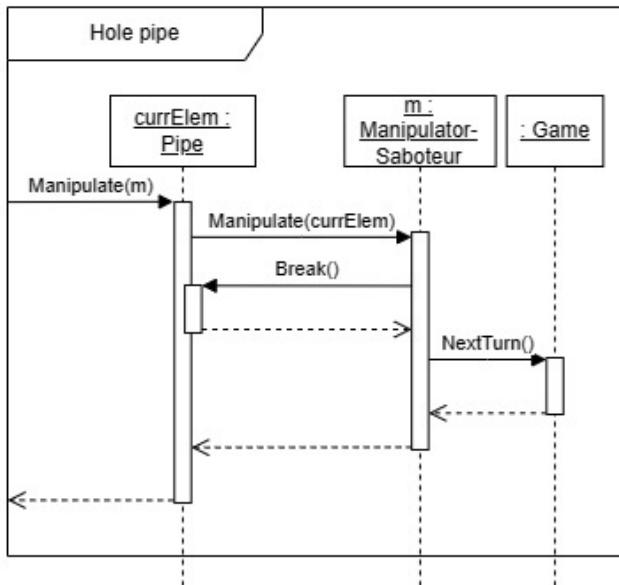 Hole pipe
currElem :
Pipe
m :
Manipulator-
Saboteur
: Game
Manipulate(m)
Manipulate(currElem)
Break()
NextTurn()